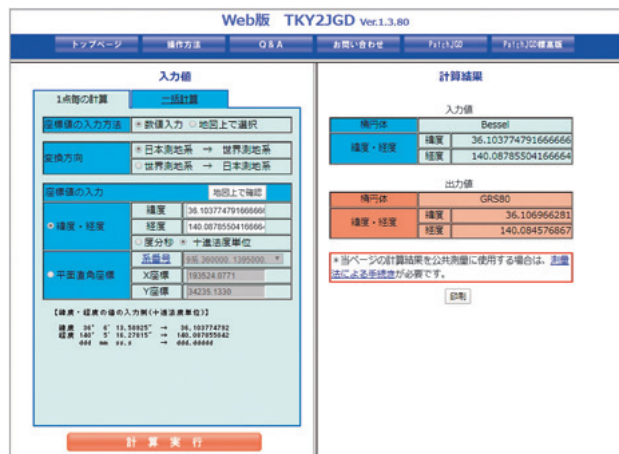 Web版 TKY2JGD Ver.1.3.80
トップページ 操作方法 Q&A お問い合わせ PatchJGD PatchJGD標高版
入力値
1点毎の計算 一括計算
座標値の入力方法 数値入力 地図上で選択
変換方向 日本測地系 → 世界測地系
世界測地系 → 日本測地系
座標値の入力 地図上で確認
緯度・経度 緯度 36.10377479166666
経度 140.0878550416666
度分秒 十進法度単位
平面直角座標 系番号 9系 360000. 1395000.
X座標 193524.0771
Y座標 34235.1330
【緯度・経度の値の入力例(十進法度単位)】
緯度 36° 6' 13.58925" → 36.103774792
経度 140° 5' 16.27815" → 140.087855042
ddd mm ss.s → ddd.ddddd
計算実行
計算結果
入力値
楕円体 Bessel
緯度・経度 緯度 36.103774791666666
経度 140.08785504166664
出力値
楕円体 GRS80
緯度・経度 緯度 36.106966281
経度 140.084576867
*当ページの計算結果を公共測量に使用する場合は、測量
法による手続きが必要です。
印刷